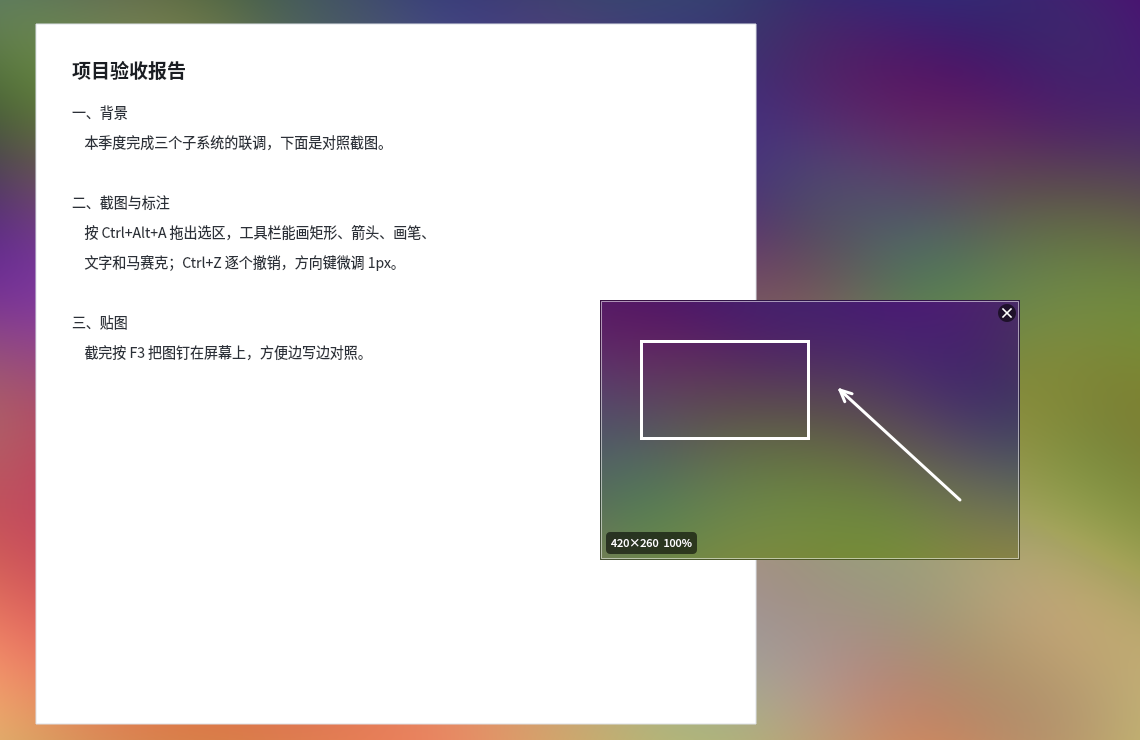 项目验收报告
一、背景
本季度完成三个子系统的联调，下面是对照截图。
二、截图与标注
按 Ctrl+Alt+A 拖出选区，工具栏能画矩形、箭头、画笔、
文字和马赛克；Ctrl+Z 逐个撤销，方向键微调 1px。
三、贴图
截完按 F3 把图钉在屏幕上，方便边写边对照。
420×260 100%